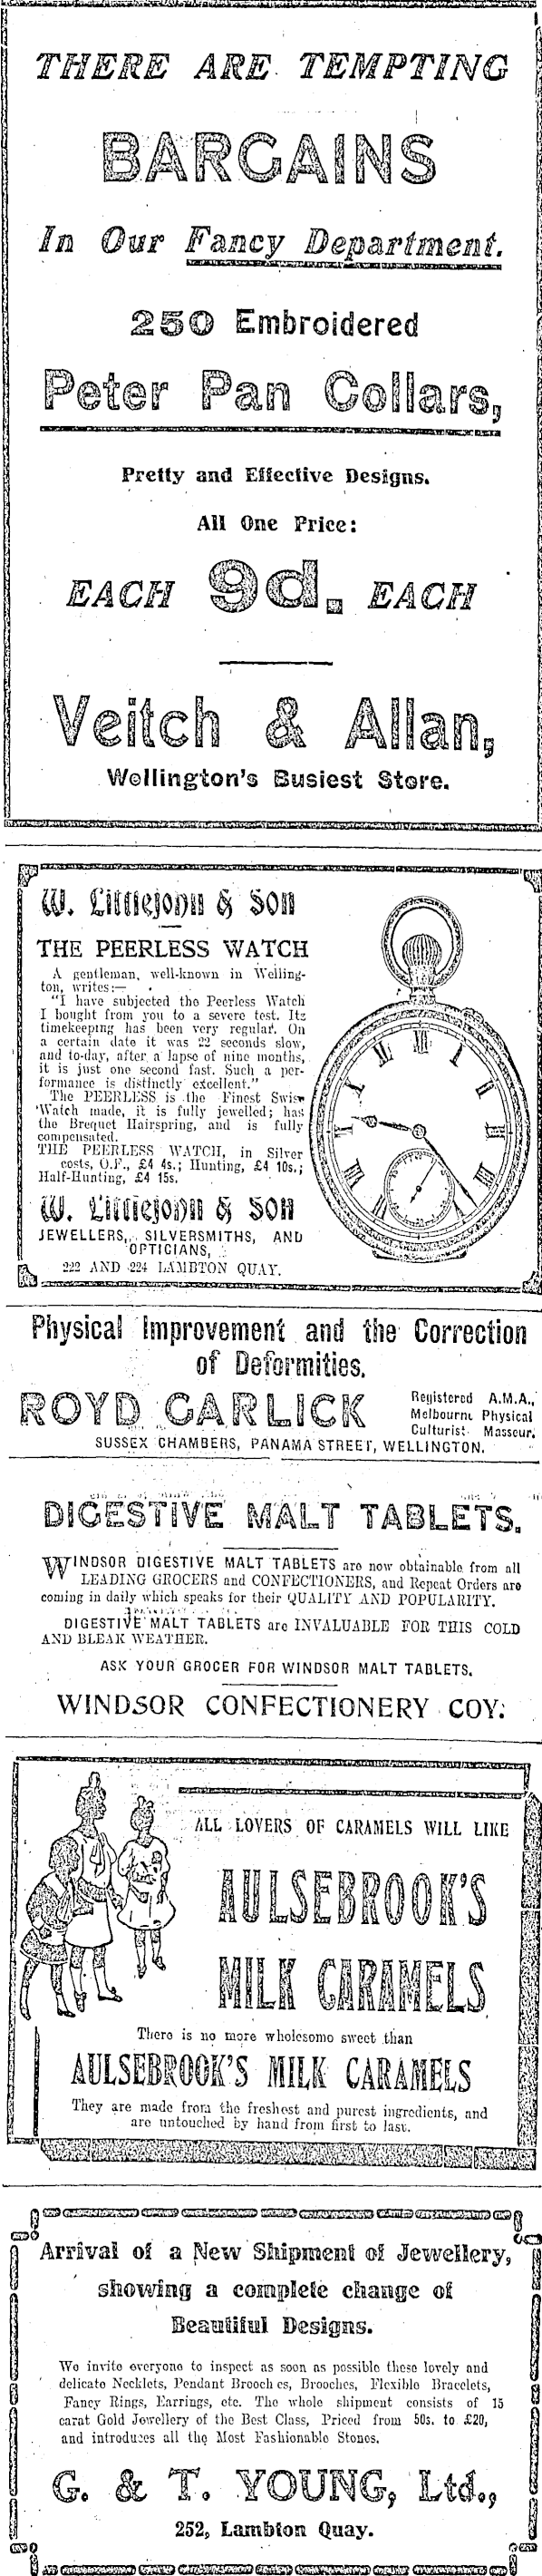 THERE ARE TEMPTING
BARGAINS
In Our Fancy Department.
250 Embroidered
Peter Pan Collars,
Pretty and Effective Designs.
All One Price:
EACH 9d. EACH
Veitch & Allan,
Wellington's Busiest Store.
W. Littlejohn & Son
THE PEERLESS WATCH
A gentleman, well-known in Welling-
ton, writes:—
"I have subjected the Peerless Watch
I bought from you to a severe test. Its
timekeeping has been very regular. On
a certain date it was 22 seconds slow,
and to-day, after a lapse of nine months,
it is just one second fast. Such a per-
formance is distinctly excellent."
The PEERLESS is the Finest Swiss
Watch made, it is fully jewelled; has
the Breguet Hairspring, and is fully
compensated.
THE PEERLESS WATCH, in Silver
costs, O.F., £4 4s.; Hunting, £4 10s.;
Half-Hunting, £4 15s.
W. Littlejohn & Son
JEWELLERS, SILVERSMITHS, AND
OPTICIANS,
222 AND 224 LAMBTON QUAY.
Physical Improvement and the Correction
of Deformities.
ROYD GARLICK Registered A.M.A.,
Melbourne Physical
Culturist Masseur.
SUSSEX CHAMBERS, PANAMA STREET, WELLINGTON.
DIGESTIVE MALT TABLETS.
WINDSOR DIGESTIVE MALT TABLETS are now obtainable from all
LEADING GROCERS and CONFECTIONERS, and Repeat Orders are
coming in daily which speaks for their QUALITY AND POPULARITY.
DIGESTIVE MALT TABLETS are INVALUABLE FOR THIS COLD
AND BLEAK WEATHER.
ASK YOUR GROCER FOR WINDSOR MALT TABLETS.
WINDSOR CONFECTIONERY COY.
ALL LOVERS OF CARAMELS WILL LIKE
AULSEBROOK'S
MILK CARAMELS
There is no more wholesome sweet than
AULSEBROOK'S MILK CARAMELS
They are made from the freshest and purest ingredients, and
are untouched by hand from first to last.
Arrival of a New Shipment of Jewellery,
showing a complete change of
Beautiful Designs.
We invite everyone to inspect as soon as possible these lovely and
delicate Necklets, Pendant Brooches, Brooches, Flexible Bracelets,
Fancy Rings, Earrings, etc. The whole shipment consists of 15
carat Gold Jewellery of the Best Class, Priced from 50s. to £20,
and introduces all the Most Fashionable Stones.
G. & T. YOUNG, Ltd.,
252, Lambton Quay.